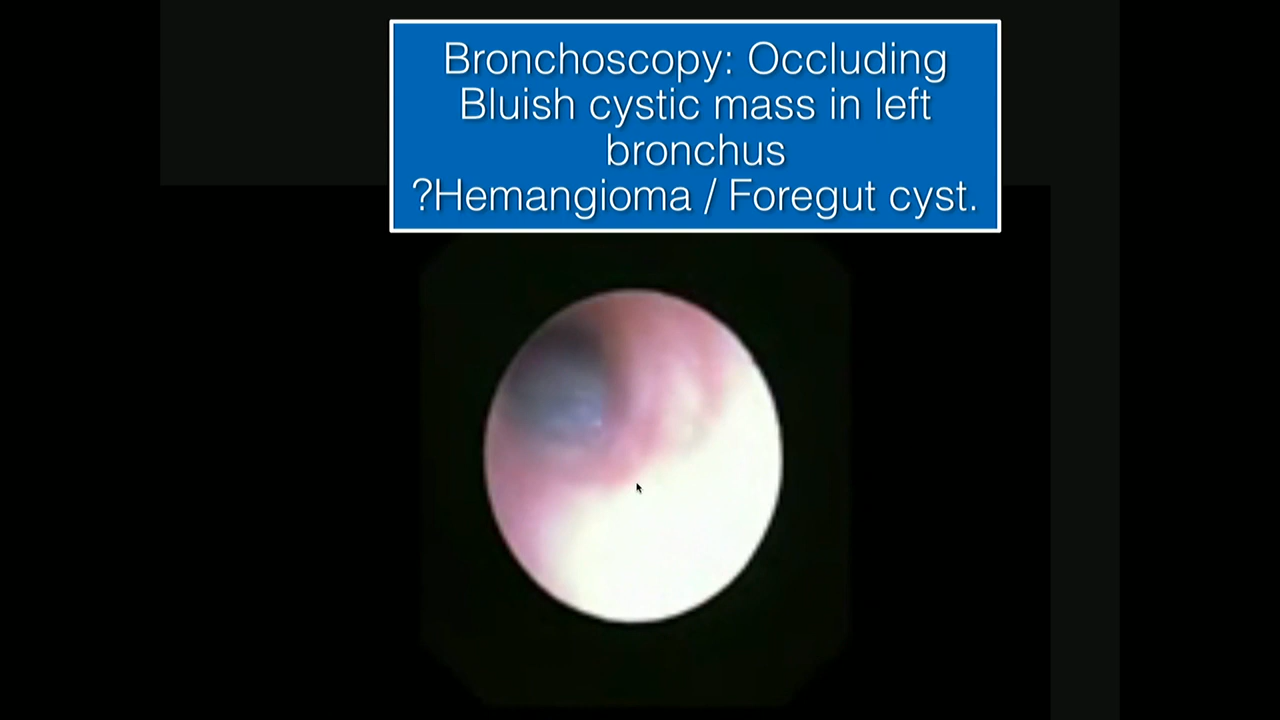 Bronchoscopy: Occluding
Bluish cystic mass in left
bronchus
?Hemangioma / Foregut cyst.